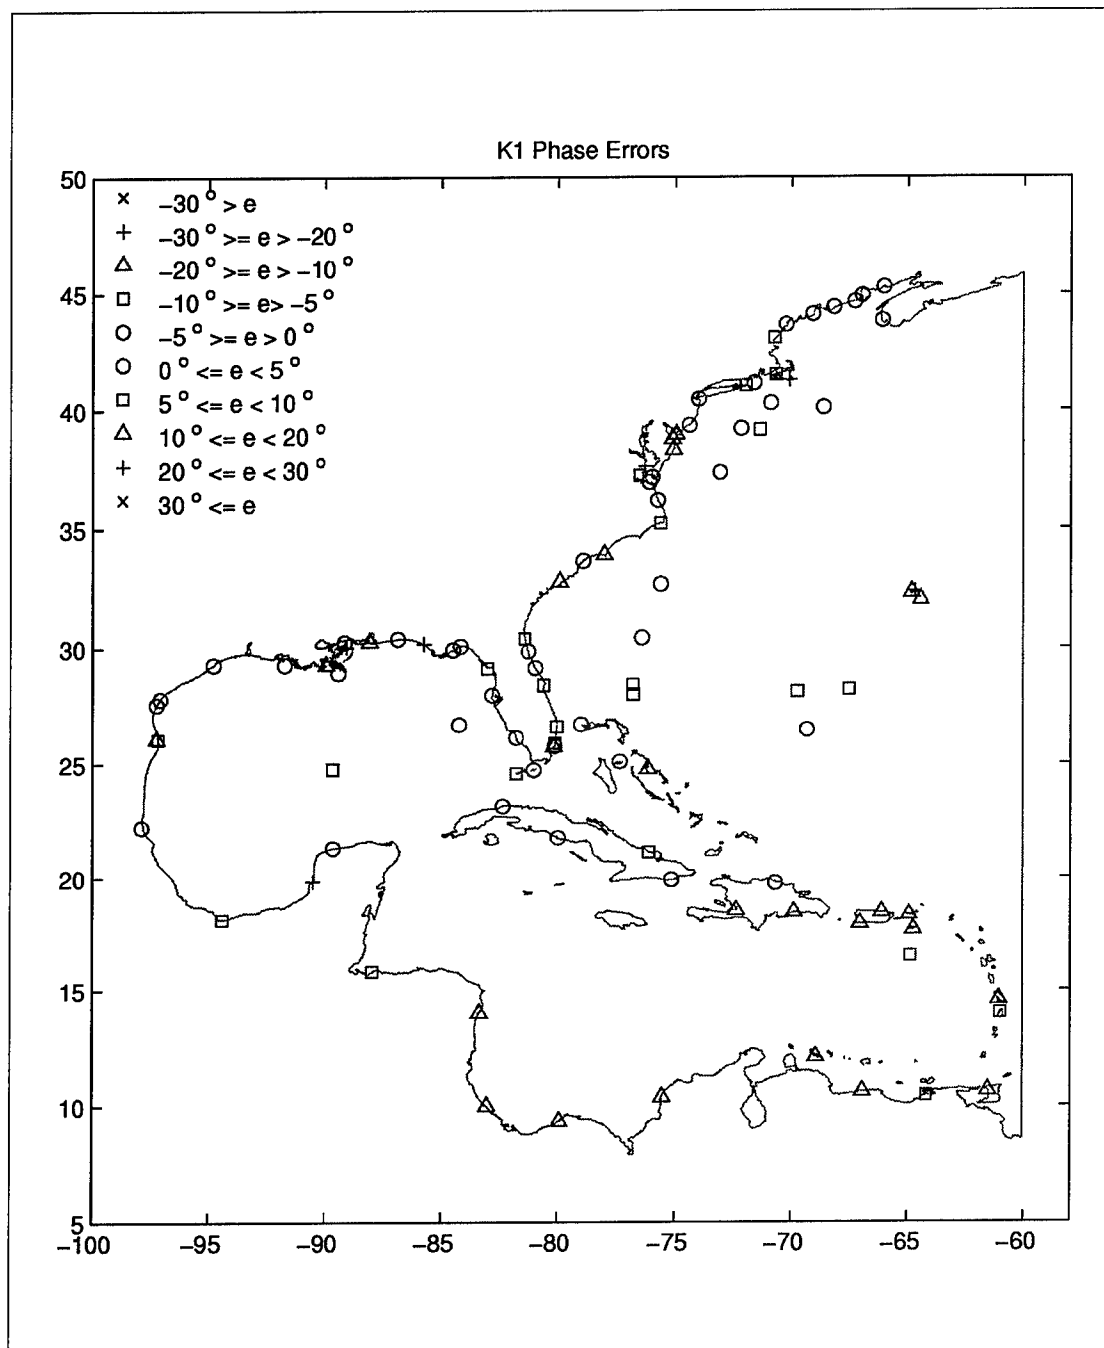 K1 Phase Errors
50
45
40
35
30
25
20
15
10
5
× −30 ° > e
+ −30 ° >= e > −20 °
△ −20 ° >= e > −10 °
□ −10 ° >= e> −5 °
○ −5 ° >= e > 0 °
○ 0 ° <= e < 5 °
□ 5 ° <= e < 10 °
△ 10 ° <= e < 20 °
+ 20 ° <= e < 30 °
× 30 ° <= e
−100 −95 −90 −85 −80 −75 −70 −65 −60